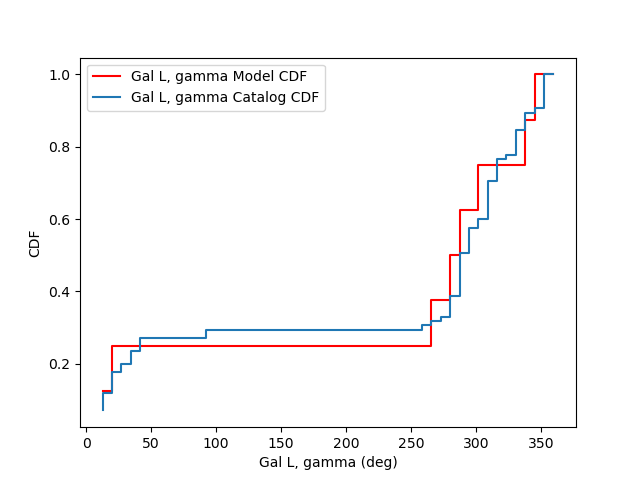 Gal L, gamma Model CDF
Gal L, gamma Catalog CDF
1.0
0.8
0.6
0.4
0.2
CDF
0 50 100 150 200 250 300 350
Gal L, gamma (deg)